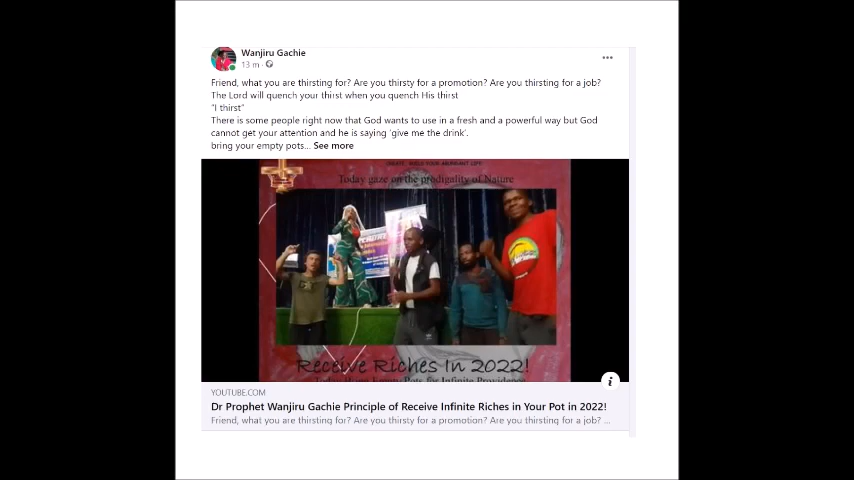 Wanjiru Gachie
13 m ·
Friend, what you are thirsting for? Are you thirsty for a promotion? Are you thirsting for a job?
The Lord will quench your thirst when you quench His thirst
“I thirst”
There is some people right now that God wants to use in a fresh and a powerful way but God
cannot get your attention and he is saying 'give me the drink'.
bring your empty pots... See more
Today gaze on the prodigality of Nature
Receive Riches In 2022!
YOUTUBE.COM
Dr Prophet Wanjiru Gachie Principle of Receive Infinite Riches in Your Pot in 2022!
Friend, what you are thirsting for? Are you thirsty for a promotion? Are you thirsting for a job? ...